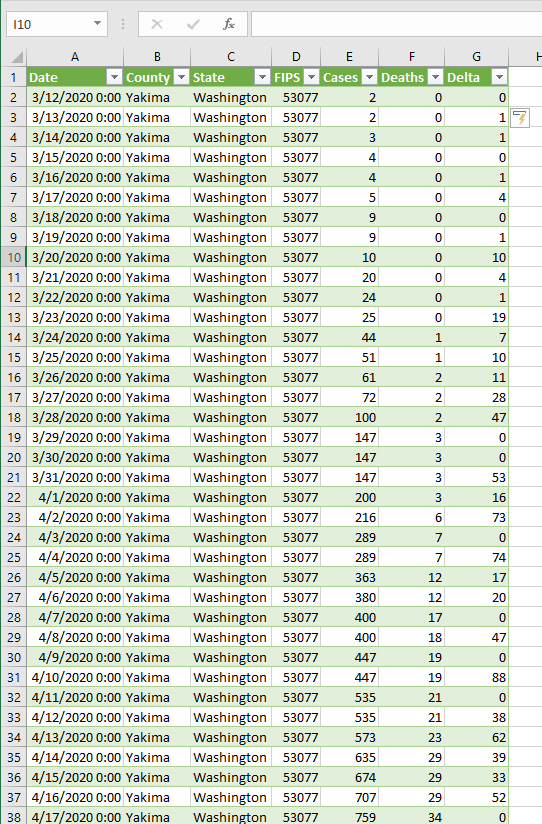 I10 fx
A B C D E F G H
1 Date County State FIPS Cases Deaths Delta
2 3/12/2020 0:00 Yakima Washington 53077 2 0 0
3 3/13/2020 0:00 Yakima Washington 53077 2 0 1
4 3/14/2020 0:00 Yakima Washington 53077 3 0 1
5 3/15/2020 0:00 Yakima Washington 53077 4 0 0
6 3/16/2020 0:00 Yakima Washington 53077 4 0 1
7 3/17/2020 0:00 Yakima Washington 53077 5 0 4
8 3/18/2020 0:00 Yakima Washington 53077 9 0 0
9 3/19/2020 0:00 Yakima Washington 53077 9 0 1
10 3/20/2020 0:00 Yakima Washington 53077 10 0 10
11 3/21/2020 0:00 Yakima Washington 53077 20 0 4
12 3/22/2020 0:00 Yakima Washington 53077 24 0 1
13 3/23/2020 0:00 Yakima Washington 53077 25 0 19
14 3/24/2020 0:00 Yakima Washington 53077 44 1 7
15 3/25/2020 0:00 Yakima Washington 53077 51 1 10
16 3/26/2020 0:00 Yakima Washington 53077 61 2 11
17 3/27/2020 0:00 Yakima Washington 53077 72 2 28
18 3/28/2020 0:00 Yakima Washington 53077 100 2 47
19 3/29/2020 0:00 Yakima Washington 53077 147 3 0
20 3/30/2020 0:00 Yakima Washington 53077 147 3 0
21 3/31/2020 0:00 Yakima Washington 53077 147 3 53
22 4/1/2020 0:00 Yakima Washington 53077 200 3 16
23 4/2/2020 0:00 Yakima Washington 53077 216 6 73
24 4/3/2020 0:00 Yakima Washington 53077 289 7 0
25 4/4/2020 0:00 Yakima Washington 53077 289 7 74
26 4/5/2020 0:00 Yakima Washington 53077 363 12 17
27 4/6/2020 0:00 Yakima Washington 53077 380 12 20
28 4/7/2020 0:00 Yakima Washington 53077 400 17 0
29 4/8/2020 0:00 Yakima Washington 53077 400 18 47
30 4/9/2020 0:00 Yakima Washington 53077 447 19 0
31 4/10/2020 0:00 Yakima Washington 53077 447 19 88
32 4/11/2020 0:00 Yakima Washington 53077 535 21 0
33 4/12/2020 0:00 Yakima Washington 53077 535 21 38
34 4/13/2020 0:00 Yakima Washington 53077 573 23 62
35 4/14/2020 0:00 Yakima Washington 53077 635 29 39
36 4/15/2020 0:00 Yakima Washington 53077 674 29 33
37 4/16/2020 0:00 Yakima Washington 53077 707 29 52
38 4/17/2020 0:00 Yakima Washington 53077 759 34 0